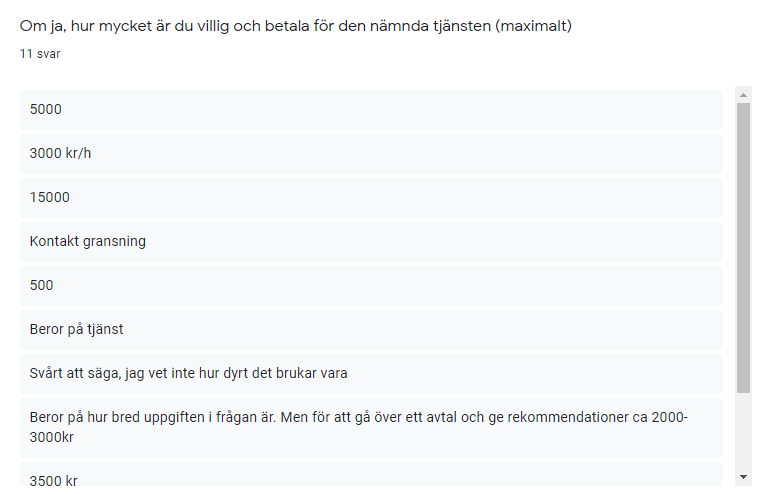 Om ja, hur mycket är du villig och betala för den nämnda tjänsten (maximalt)
11 svar
5000
3000 kr/h
15000
Kontakt gransning
500
Beror på tjänst
Svårt att säga, jag vet inte hur dyrt det brukar vara
Beror på hur bred uppgiften i frågan är. Men för att gå över ett avtal och ge rekommendationer ca 2000-
3000kr
3500 kr